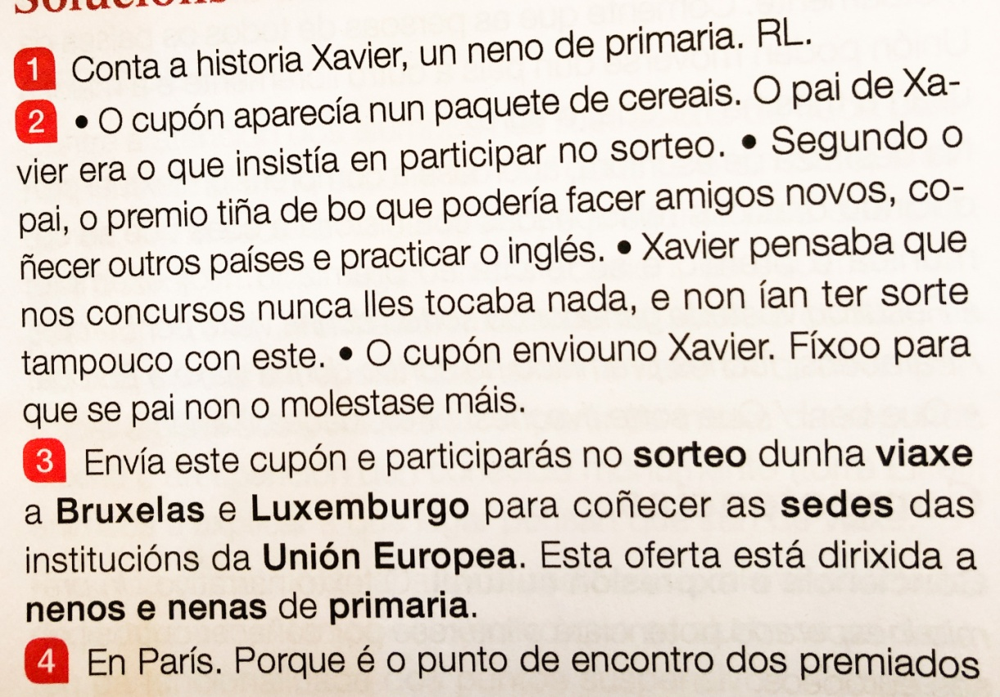 Solucións
1 Conta a historia Xavier, un neno de primaria. RL.
2 • O cupón aparecía nun paquete de cereais. O pai de Xa-
vier era o que insistía en participar no sorteo. • Segundo o
pai, o premio tiña de bo que podería facer amigos novos, co-
ñecer outros países e practicar o inglés. • Xavier pensaba que
nos concursos nunca lles tocaba nada, e non ían ter sorte
tampouco con este. • O cupón enviouno Xavier. Fíxoo para
que se pai non o molestase máis.
3 Envía este cupón e participarás no sorteo dunha viaxe
a Bruxelas e Luxemburgo para coñecer as sedes das
institucións da Unión Europea. Esta oferta está dirixida a
nenos e nenas de primaria.
4 En París. Porque é o punto de encontro dos premiados